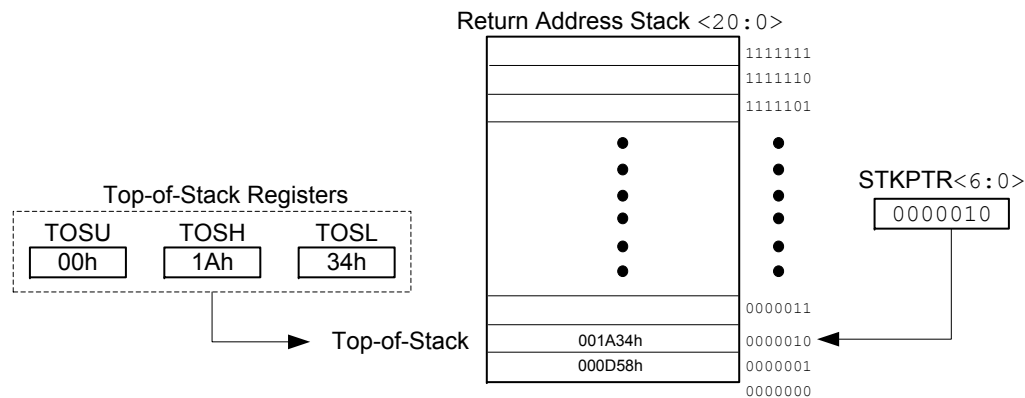 Return Address Stack <20:0>
1111111
1111110
1111101
STKPTR<6:0>
0000010
Top-of-Stack Registers
TOSU TOSH TOSL
00h 1Ah 34h
0000011
Top-of-Stack 001A34h 0000010
000D58h 0000001
0000000